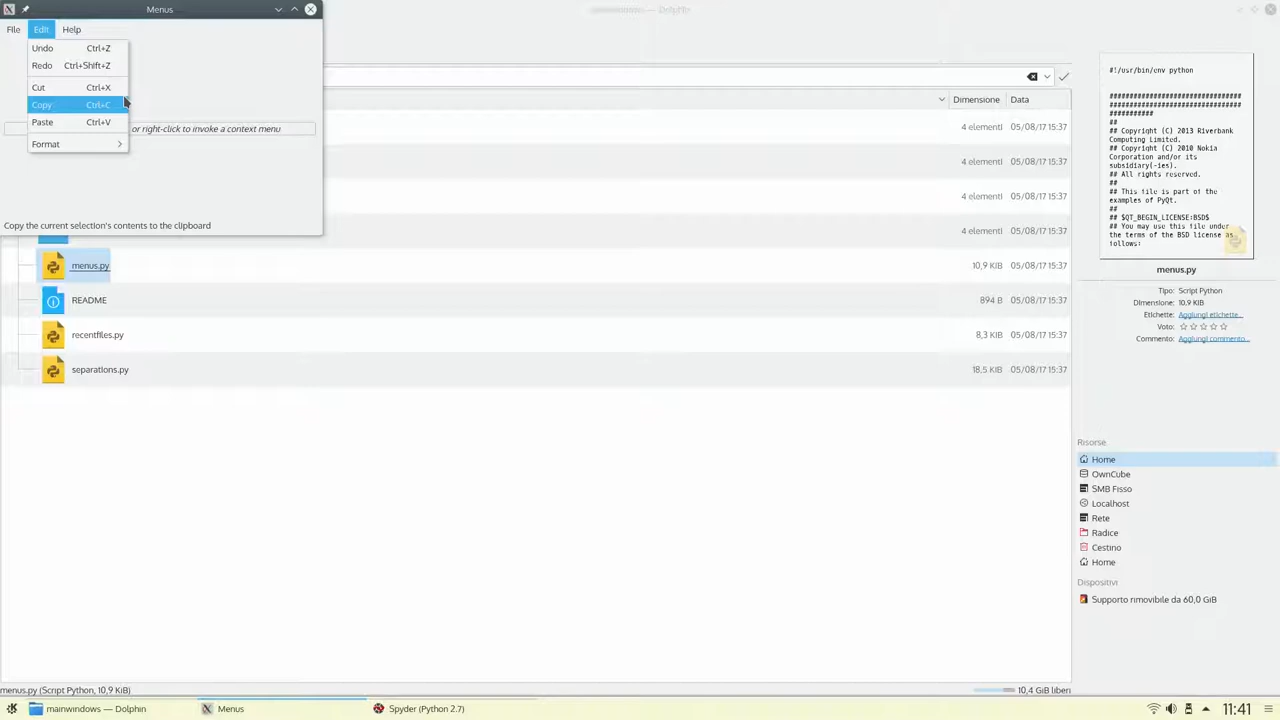 Menus
mainwindows — Dolphin
File Edit Help
Undo Ctrl+Z
Redo Ctrl+Shift+Z
Cut Ctrl+X
Copy Ctrl+C
Paste Ctrl+V
Format
or right-click to invoke a context menu
Copy the current selection's contents to the clipboard
Dimensione Data
4 elementi 05/08/17 15:37
4 elementi 05/08/17 15:37
4 elementi 05/08/17 15:37
4 elementi 05/08/17 15:37
menus.py 10,9 KiB 05/08/17 15:37
README 894 B 05/08/17 15:37
recentfiles.py 8,3 KiB 05/08/17 15:37
separations.py 18,5 KiB 05/08/17 15:37
#!/usr/bin/env python
#################################
#################################
###########
##
## Copyright (C) 2013 Riverbank
Computing Limited.
## Copyright (C) 2010 Nokia
Corporation and/or its
subsidiary(-ies).
## All rights reserved.
##
## This file is part of the
examples of PyQt.
##
## $QT_BEGIN_LICENSE:BSD$
## You may use this file under
the terms of the BSD license as
follows:
menus.py
Tipo: Script Python
Dimensione: 10,9 KiB
Etichette: Aggiungi etichette...
Voto:
Commento: Aggiungi commento...
Risorse
Home
OwnCube
SMB Fisso
Localhost
Rete
Radice
Cestino
Home
Dispositivi
Supporto rimovibile da 60,0 GiB
menus.py (Script Python, 10,9 KiB)
10,4 GiB liberi
mainwindows — Dolphin
Menus
Spyder (Python 2.7)
11:41